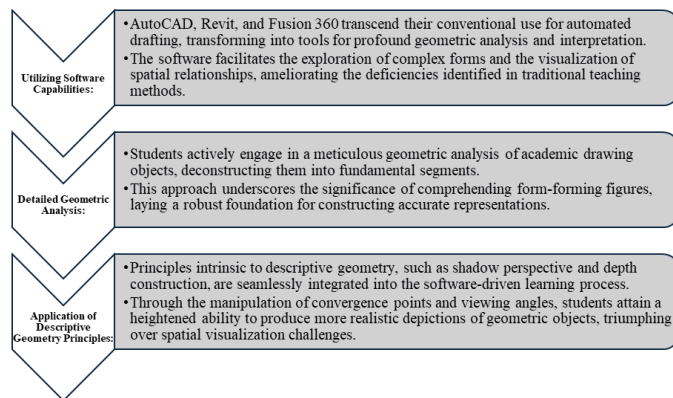 Utilizing Software
Capabilities:
•AutoCAD, Revit, and Fusion 360 transcend their conventional use for automated
drafting, transforming into tools for profound geometric analysis and interpretation.
•The software facilitates the exploration of complex forms and the visualization of
spatial relationships, ameliorating the deficiencies identified in traditional teaching
methods.
Detailed Geometric
Analysis:
•Students actively engage in a meticulous geometric analysis of academic drawing
objects, deconstructing them into fundamental segments.
•This approach underscores the significance of comprehending form-forming figures,
laying a robust foundation for constructing accurate representations.
Application of
Descriptive
Geometry Principles:
•Principles intrinsic to descriptive geometry, such as shadow perspective and depth
construction, are seamlessly integrated into the software-driven learning process.
•Through the manipulation of convergence points and viewing angles, students attain a
heightened ability to produce more realistic depictions of geometric objects, triumphing
over spatial visualization challenges.